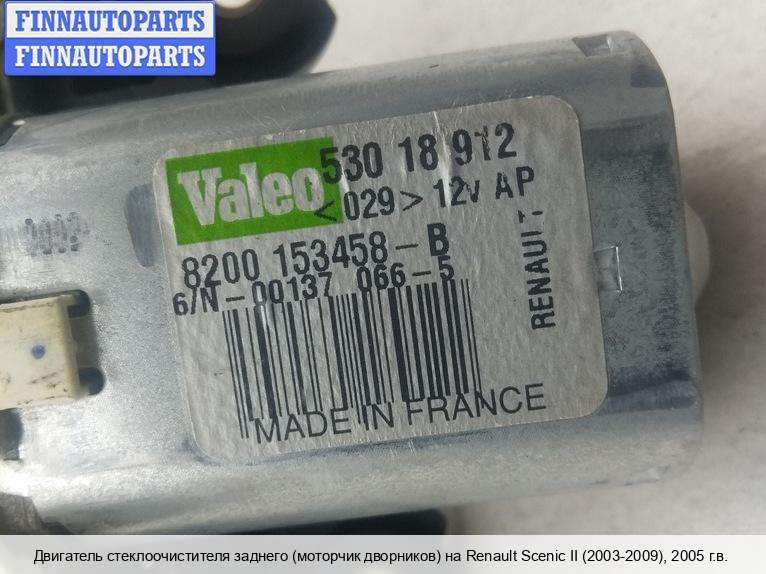 FINNAUTOPARTS
FINNAUTOPARTS
Valeo 530 18 912
<029> 12V AP
8200 153458-B
6/N-00137 066-5
RENAULT
MADE IN FRANCE
Двигатель стеклоочистителя заднего (моторчик дворников) на Renault Scenic II (2003-2009), 2005 г.в.